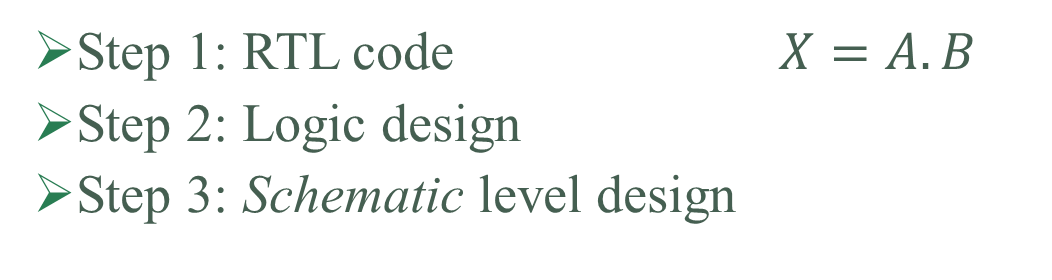 ➢Step 1: RTL code X = A.B
➢Step 2: Logic design
➢Step 3: Schematic level design